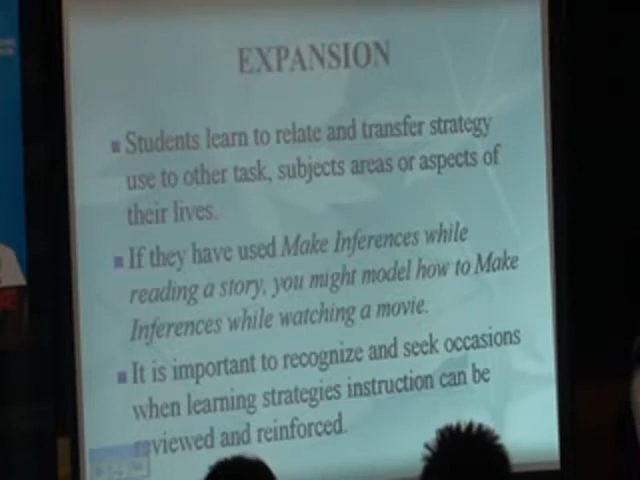 EXPANSION
Students learn to relate and transfer strategy
use to other task, subjects areas or aspects of
their lives.
If they have used Make Inferences while
reading a story, you might model how to Make
Inferences while watching a movie.
It is important to recognize and seek occasions
when learning strategies instruction can be
reviewed and reinforced.